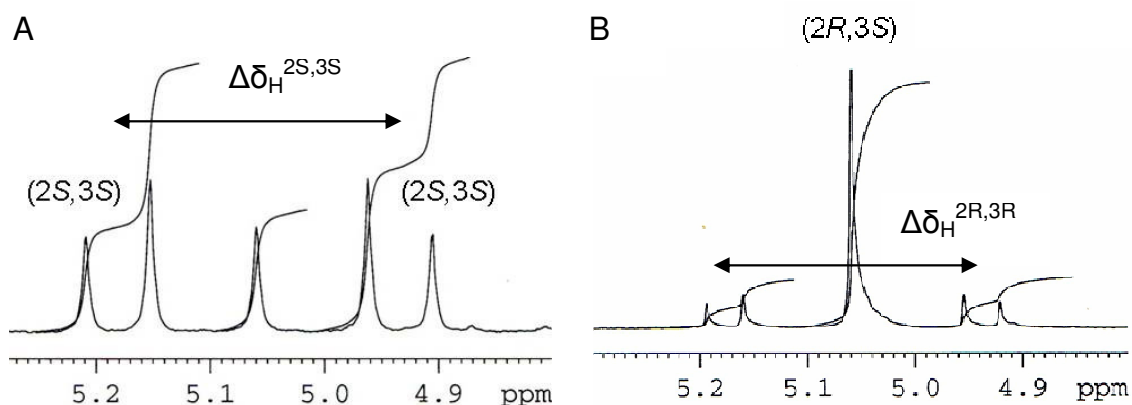 A
ΔδH2S,3S
(2S,3S)
(2S,3S)
5.2 5.1 5.0 4.9 ppm
B
(2R,3S)
ΔδH2R,3R
5.2 5.1 5.0 4.9 ppm